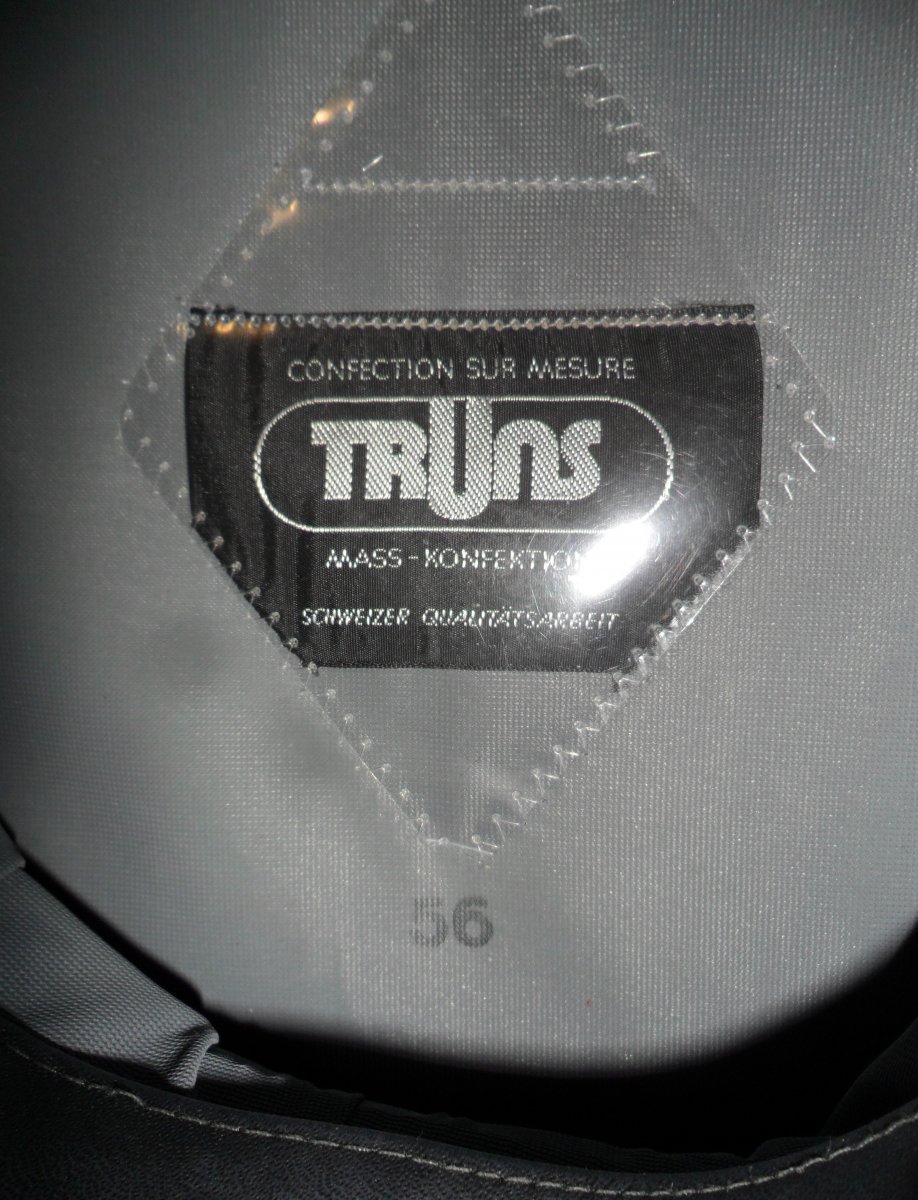 CONFECTION SUR MESURE
TRUNS
MASS-KONFEKTION
SCHWEIZER QUALITÄTSARBEIT
56